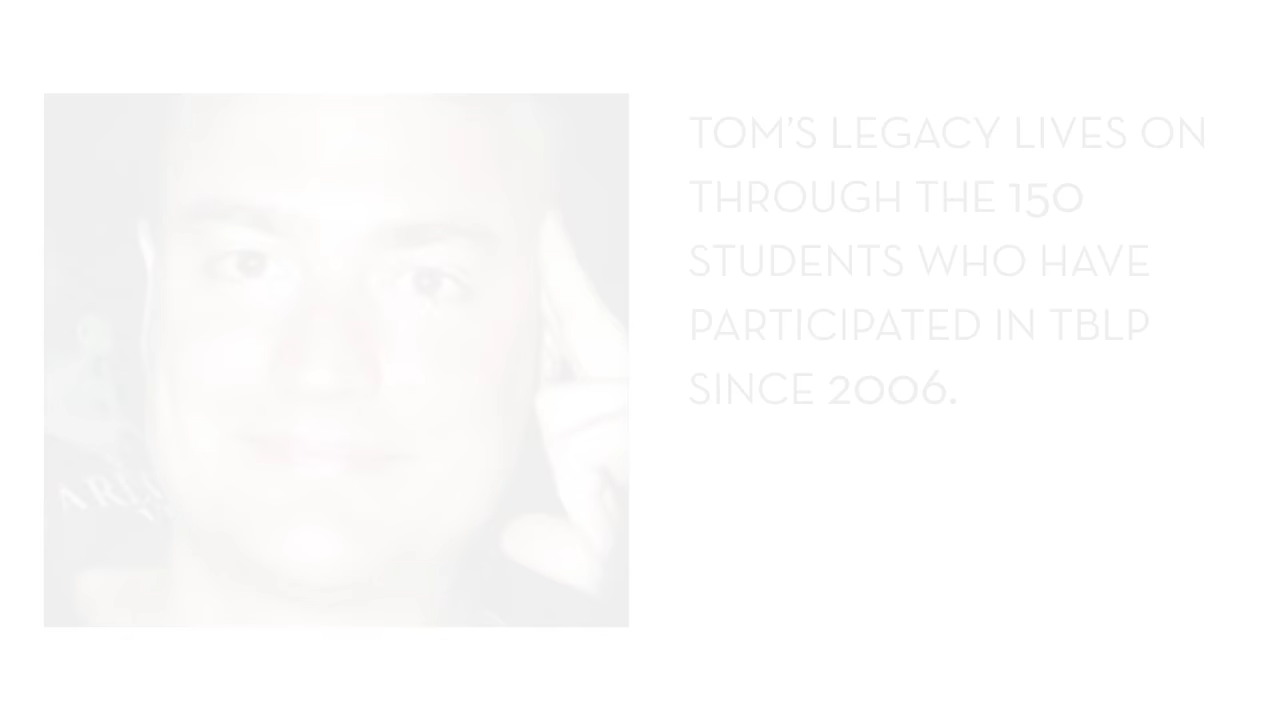 TOM'S LEGACY LIVES ON
THROUGH THE 150
STUDENTS WHO HAVE
PARTICIPATED IN TBLP
SINCE 2006.